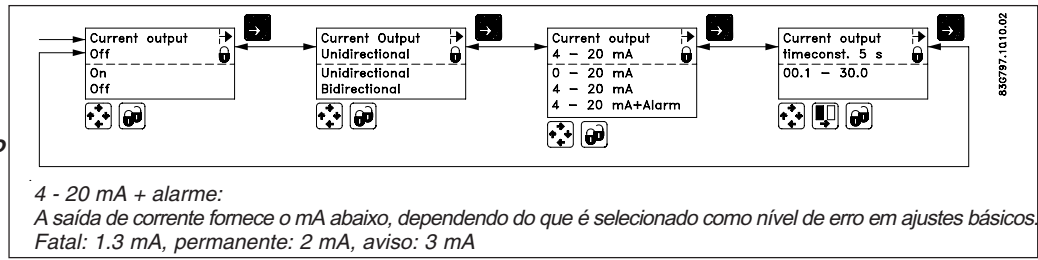 Current output
Off
On
Off
Current Output
Unidirectional
Unidirectional
Bidirectional
Current output
4 - 20 mA
0 - 20 mA
4 - 20 mA
4 - 20 mA+Alarm
Current output
timeconst. 5 s
00.1 - 30.0
83G797.1Q10.02
4 - 20 mA + alarme:
A saída de corrente fornece o mA abaixo, dependendo do que é selecionado como nível de erro em ajustes básicos.
Fatal: 1.3 mA, permanente: 2 mA, aviso: 3 mA